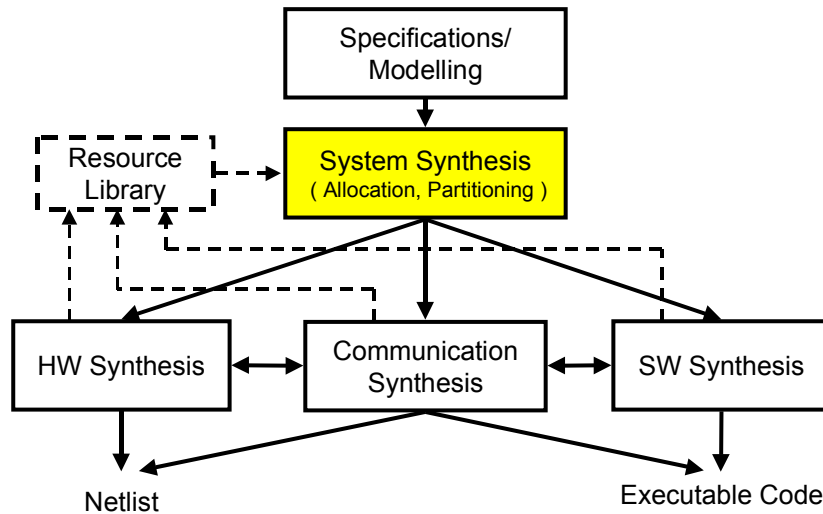 Specifications/
Modelling
Resource
Library
System Synthesis
( Allocation, Partitioning )
HW Synthesis
Communication
Synthesis
SW Synthesis
Netlist
Executable Code